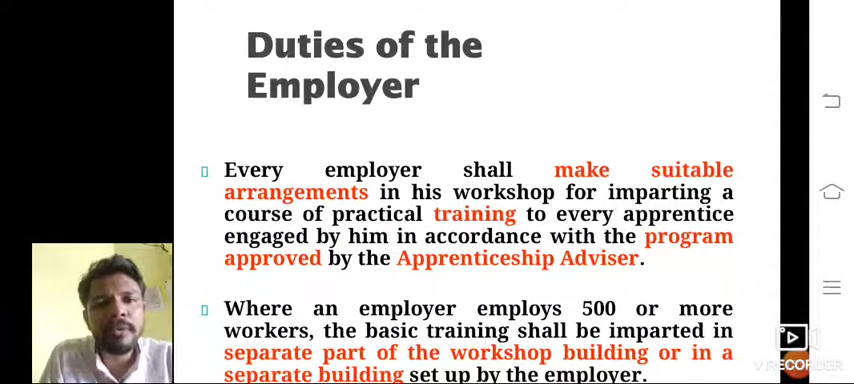 Duties of the
Employer
Every employer shall make suitable
arrangements in his workshop for imparting a
course of practical training to every apprentice
engaged by him in accordance with the program
approved by the Apprenticeship Adviser.
Where an employer employs 500 or more
workers, the basic training shall be imparted in
separate part of the workshop building or in a
separate building set up by the employer.
V RECORDER